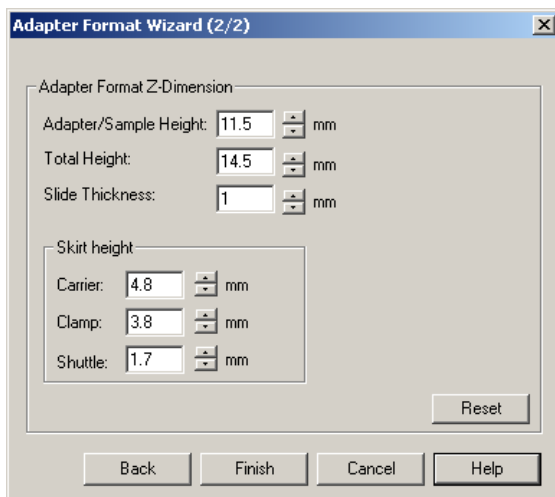 Adapter Format Wizard (2/2)
Adapter Format Z-Dimension
Adapter/Sample Height: 11.5 mm
Total Height: 14.5 mm
Slide Thickness: 1 mm
Skirt height
Carrier: 4.8 mm
Clamp: 3.8 mm
Shuttle: 1.7 mm
Reset
Back Finish Cancel Help